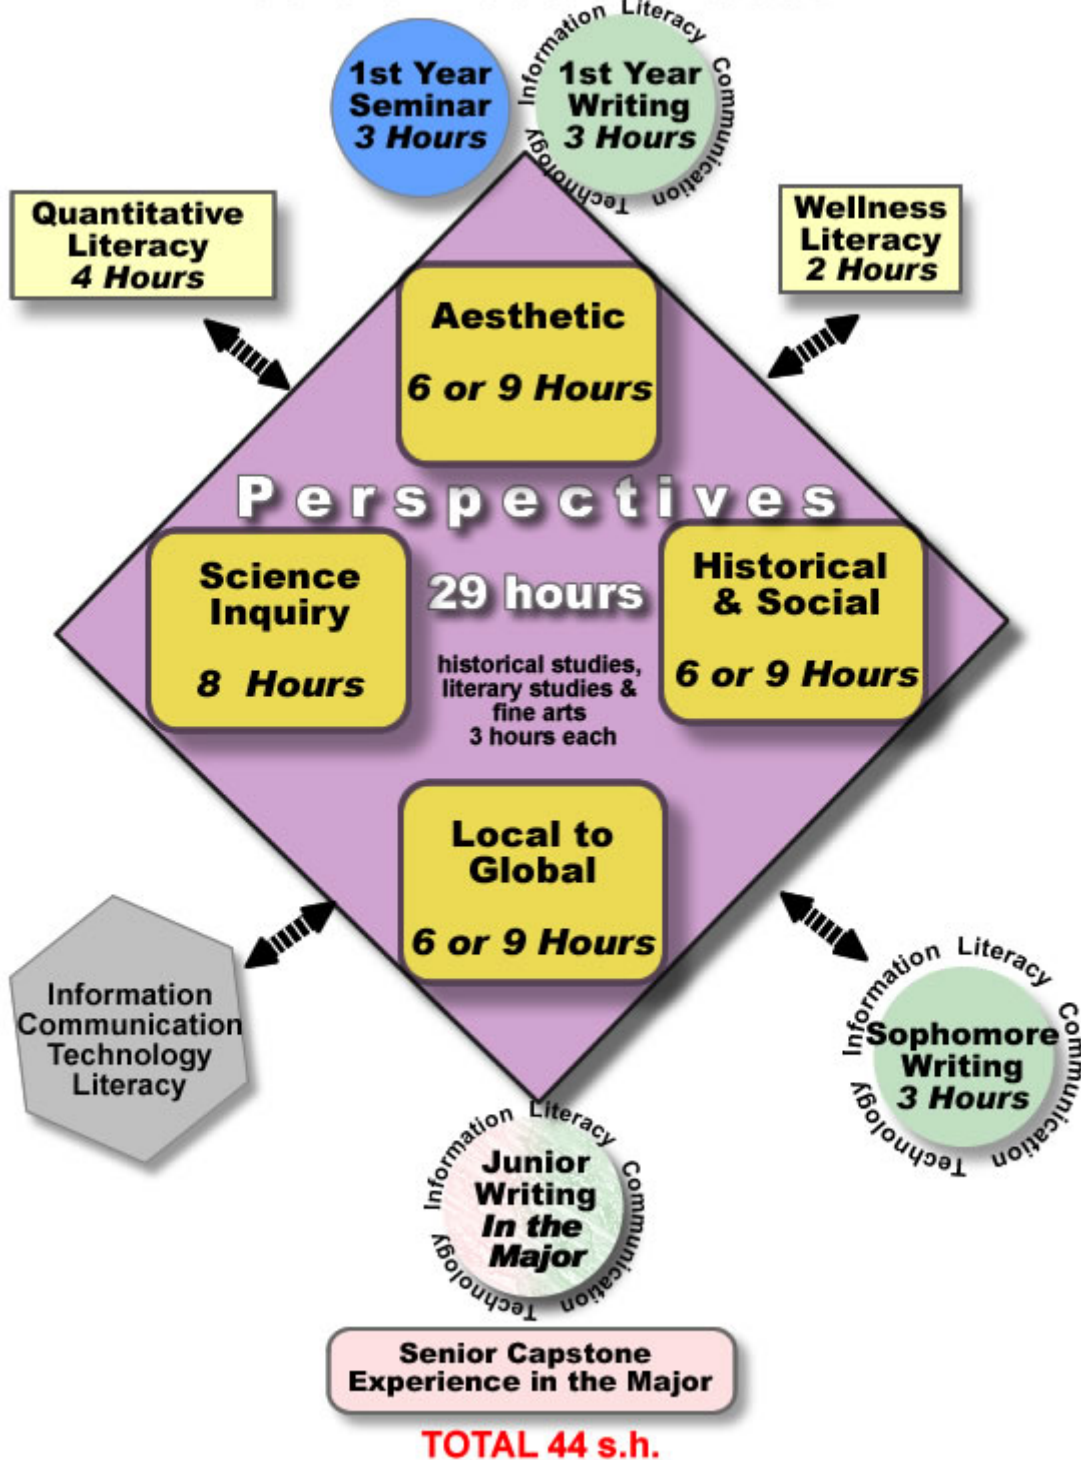 1st Year
Seminar
3 Hours
Information Literacy Communication Technology
1st Year
Writing
3 Hours
Quantitative
Literacy
4 Hours
Wellness
Literacy
2 Hours
Aesthetic
6 or 9 Hours
Perspectives
29 hours
historical studies,
literary studies &
fine arts
3 hours each
Science
Inquiry
8 Hours
Historical
& Social
6 or 9 Hours
Local to
Global
6 or 9 Hours
Information
Communication
Technology
Literacy
Information Literacy Communication Technology
Sophomore
Writing
3 Hours
Information Literacy Communication Technology
Junior
Writing
In the
Major
Senior Capstone
Experience in the Major
TOTAL 44 s.h.